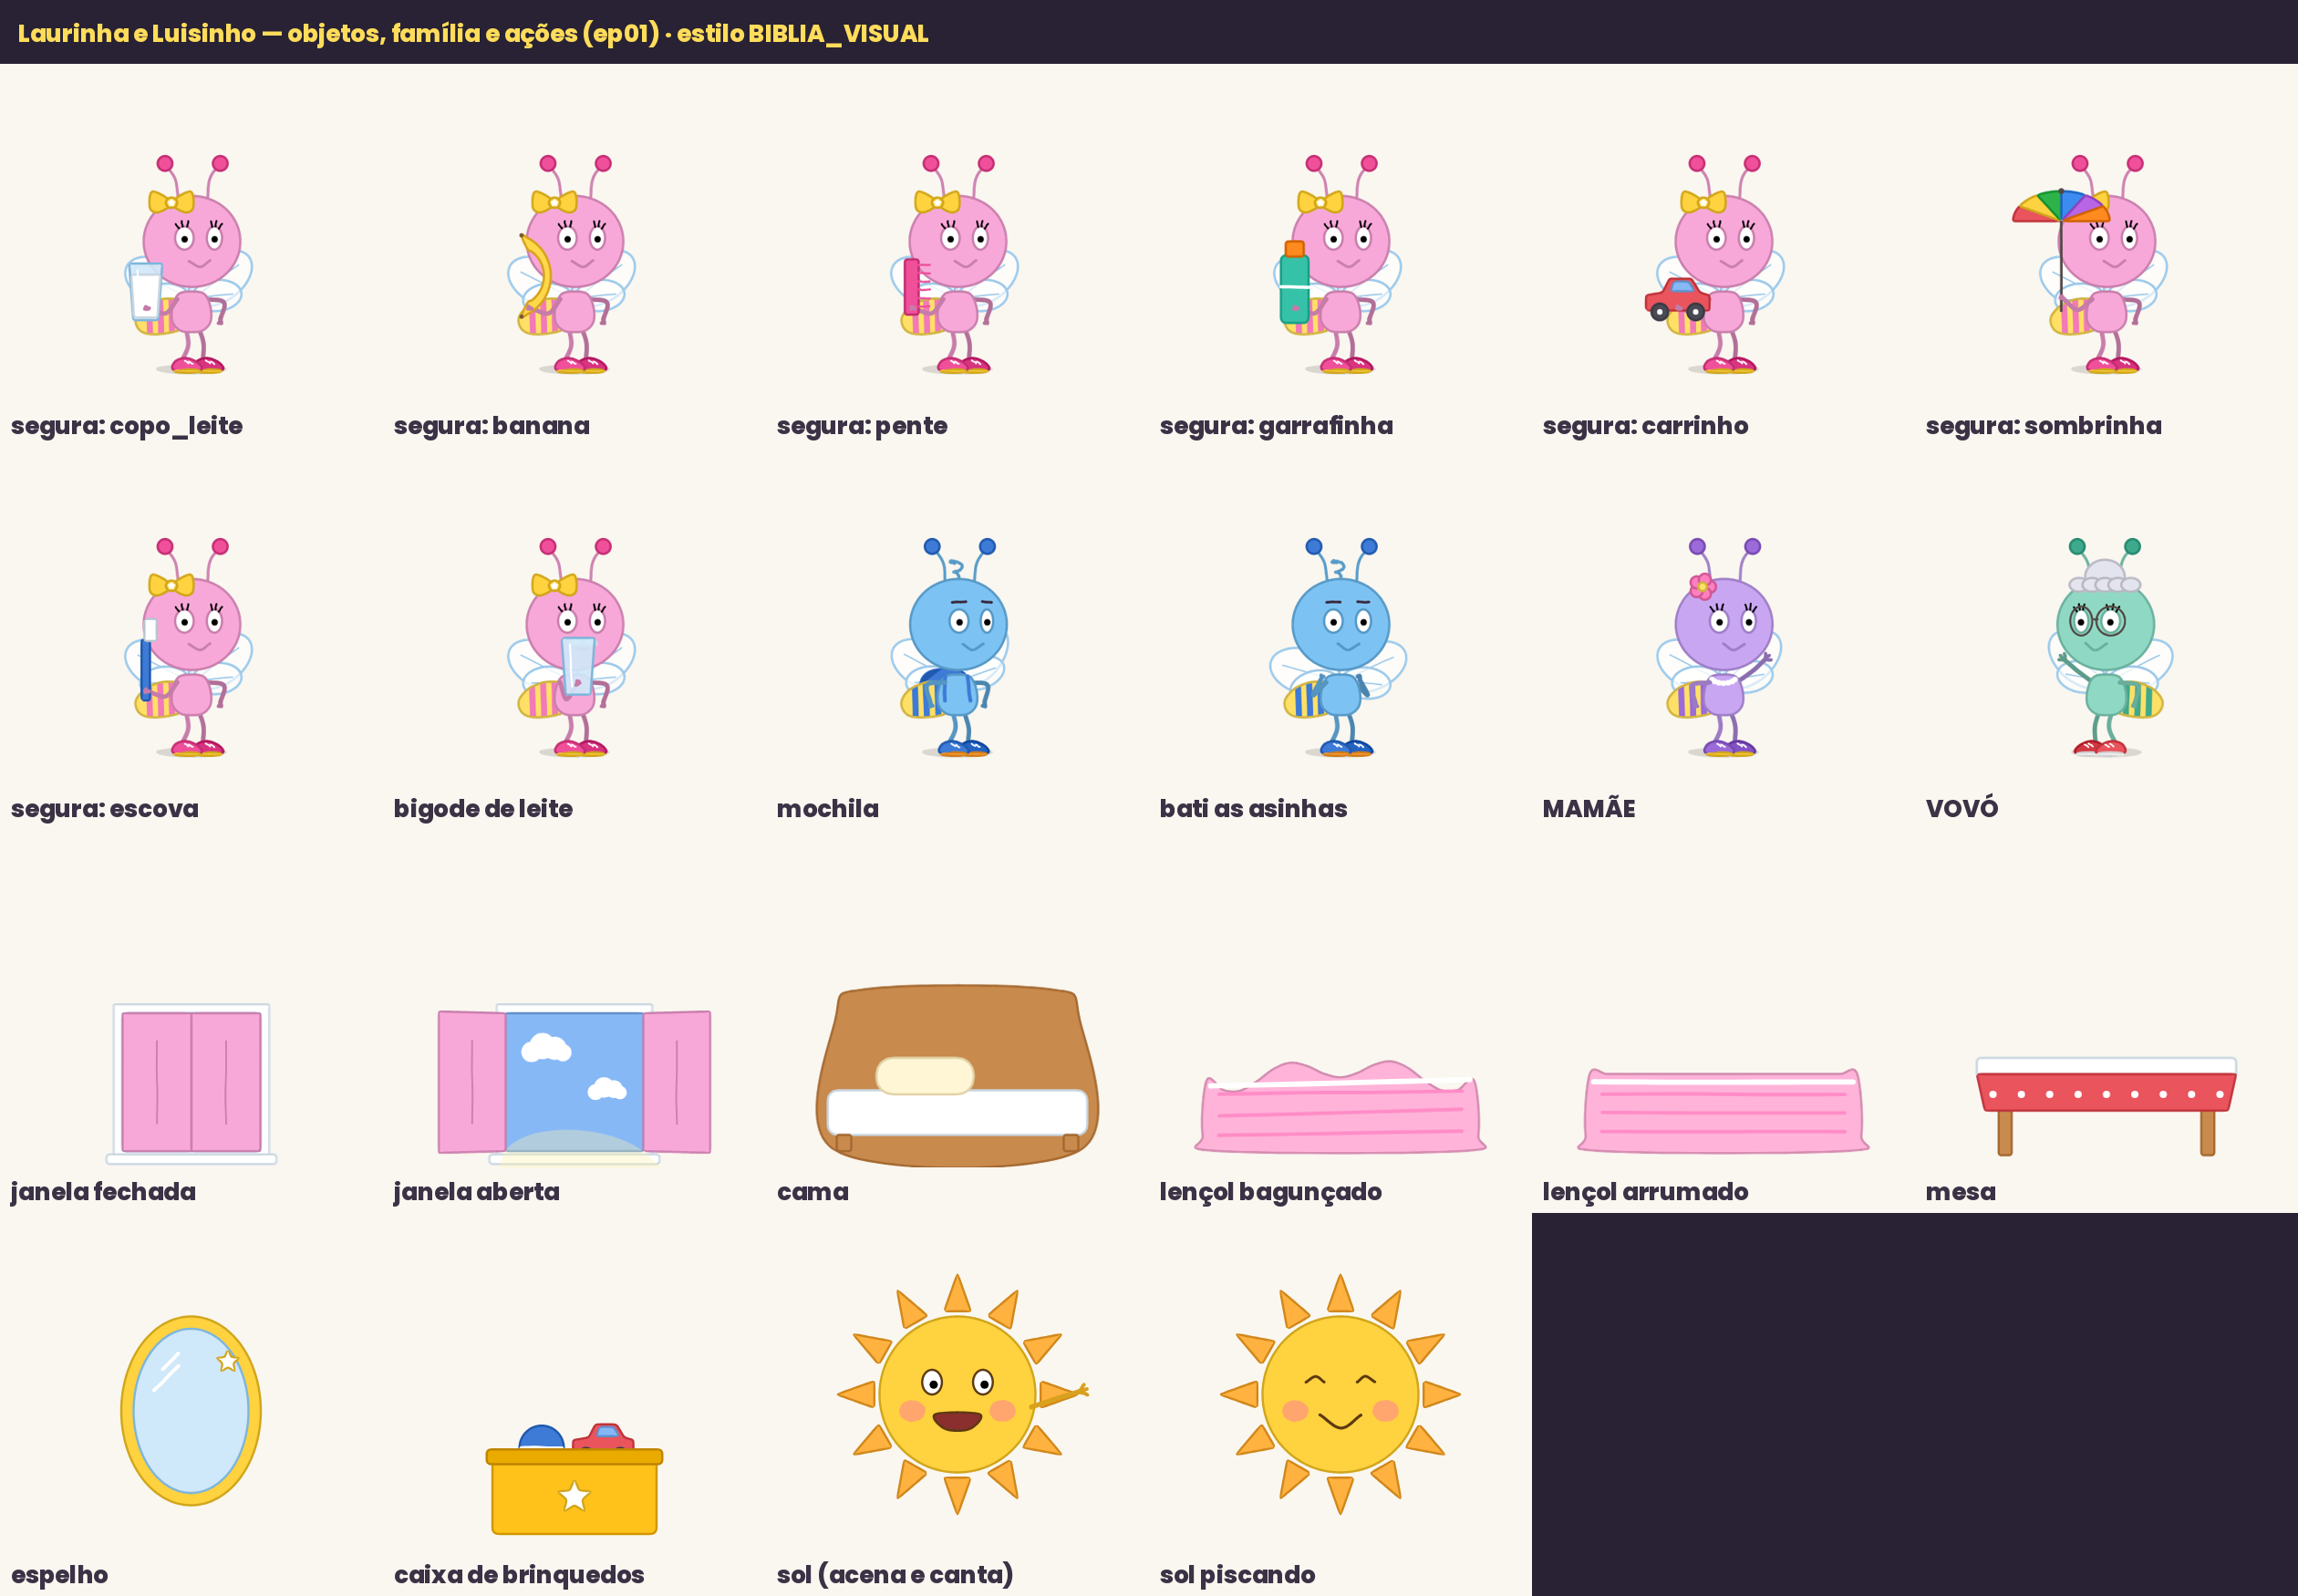 Laurinha e Luisinho — objetos, família e ações (ep01) · estilo BIBLIA_VISUAL
segura: copo_leite
segura: banana
segura: pente
segura: garrafinha
segura: carrinho
segura: sombrinha
segura: escova
bigode de leite
mochila
bati as asinhas
MAMÃE
VOVÓ
janela fechada
janela aberta
cama
lençol bagunçado
lençol arrumado
mesa
espelho
caixa de brinquedos
sol (acena e canta)
sol piscando